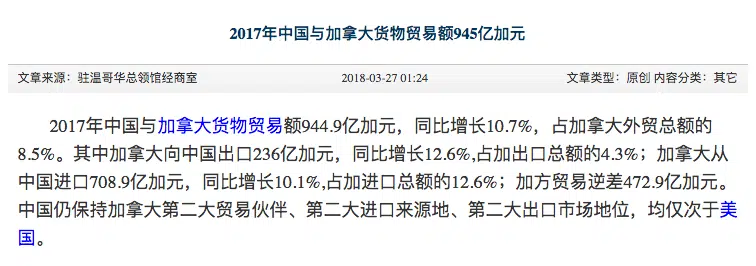 2017年中国与加拿大货物贸易额945亿加元
文章来源：驻温哥华总领馆经商室 2018-03-27 01:24 文章类型：原创 内容分类：其它
2017年中国与加拿大货物贸易额944.9亿加元，同比增长10.7%，占加拿大外贸总额的
8.5%。其中加拿大向中国出口236亿加元，同比增长12.6%,占加出口总额的4.3%；加拿大从
中国进口708.9亿加元，同比增长10.1%,占加进口总额的12.6%；加方贸易逆差472.9亿加元。
中国仍保持加拿大第二大贸易伙伴、第二大进口来源地、第二大出口市场地位，均仅次于美
国。